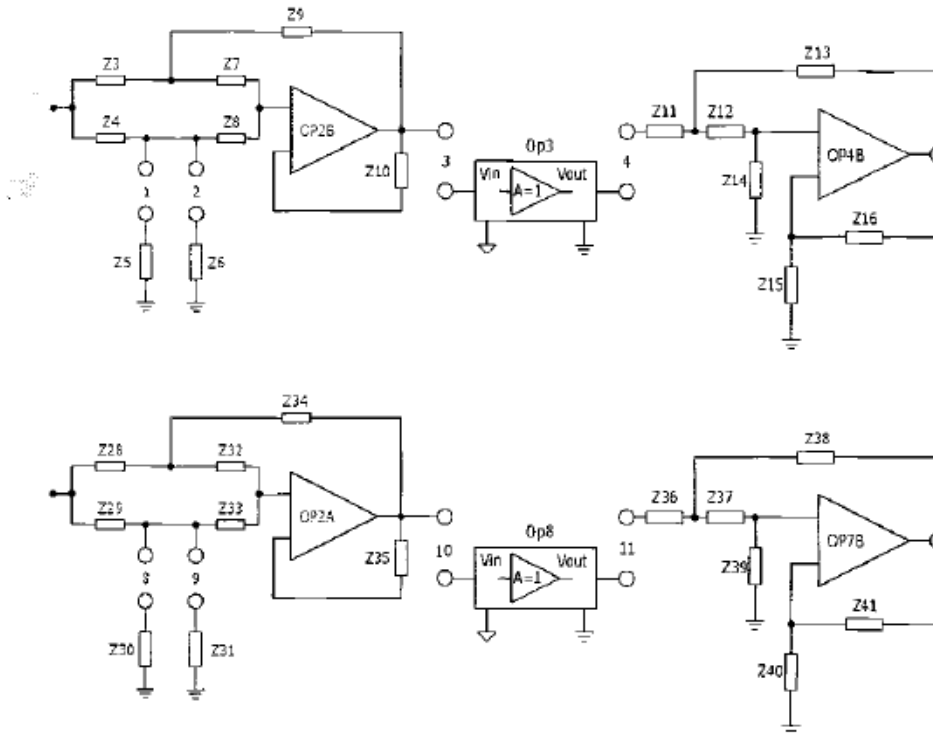 Z9
Z13
Z3
Z7
Z11
Z12
Z4
Z8
OP2B
Op3
OP4B
3
4
Z10
Vin
Vout
A=1
Z14
1
2
Z16
Z5
Z6
Z15
Z34
Z38
Z28
Z32
Z36
Z37
Z29
Z33
OP2A
Op8
OP7B
10
11
8
9
Z35
Vin
Vout
A=1
Z39
Z41
Z30
Z31
Z40